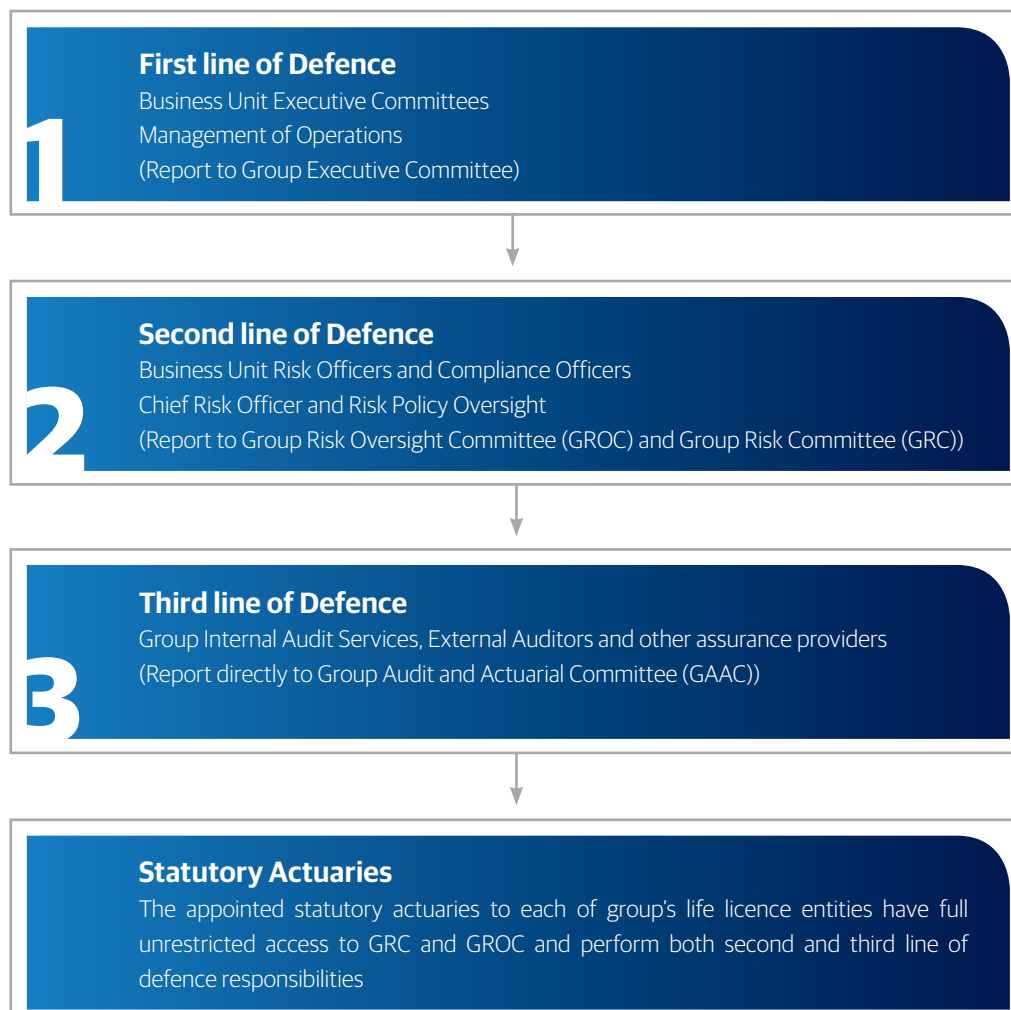 1
First line of Defence
Business Unit Executive Committees
Management of Operations
(Report to Group Executive Committee)
2
Second line of Defence
Business Unit Risk Officers and Compliance Officers
Chief Risk Officer and Risk Policy Oversight
(Report to Group Risk Oversight Committee (GROC) and Group Risk Committee (GRC))
3
Third line of Defence
Group Internal Audit Services, External Auditors and other assurance providers
(Report directly to Group Audit and Actuarial Committee (GAAC))
Statutory Actuaries
The appointed statutory actuaries to each of group's life licence entities have full
unrestricted access to GRC and GROC and perform both second and third line of
defence responsibilities